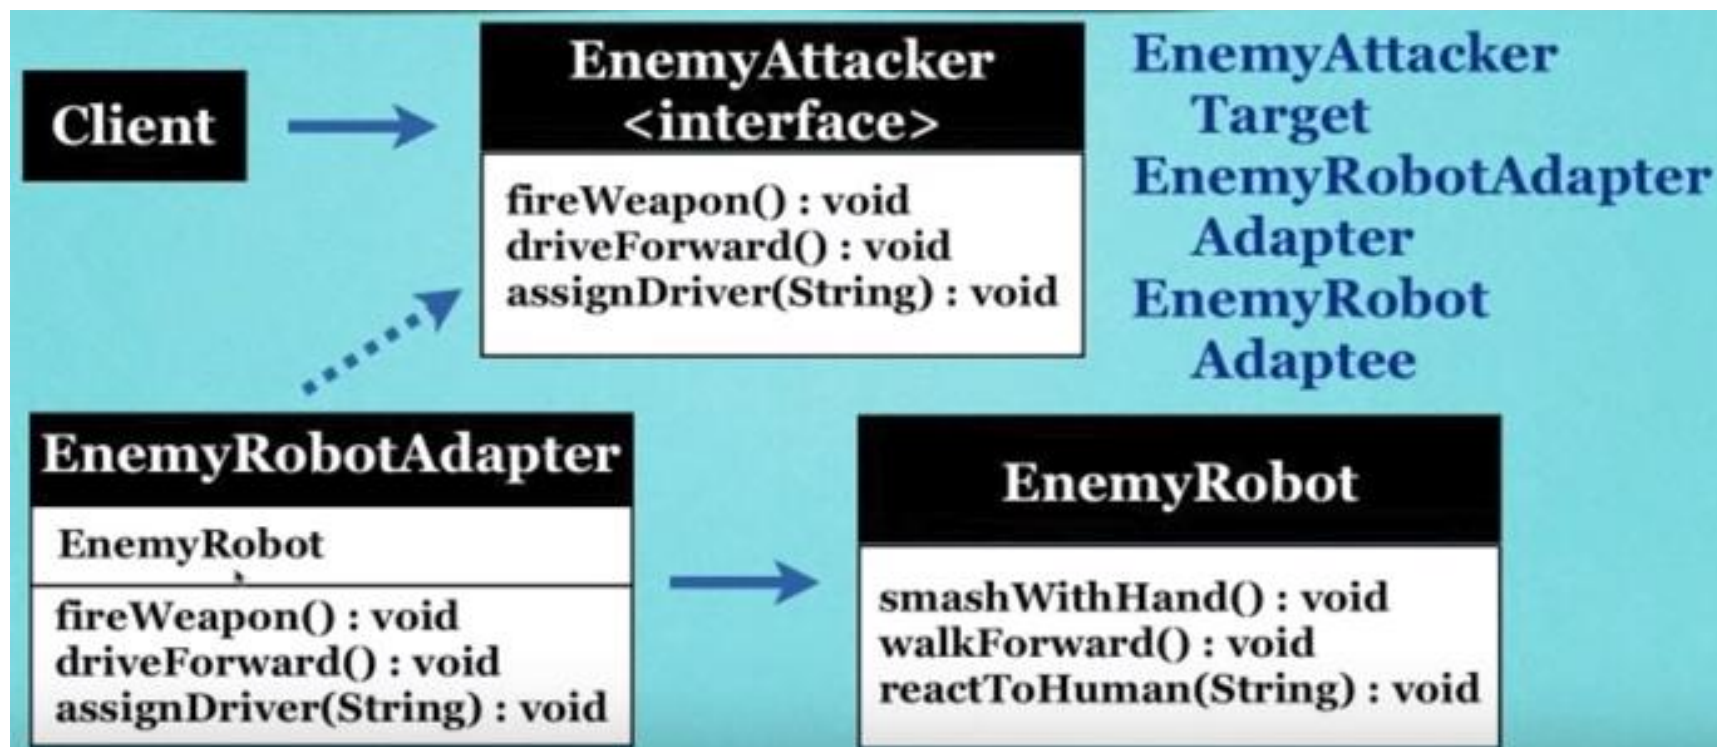 Client
EnemyAttacker
<interface>
fireWeapon() : void
driveForward() : void
assignDriver(String) : void
EnemyAttacker
Target
EnemyRobotAdapter
Adapter
EnemyRobot
Adaptee
EnemyRobotAdapter
EnemyRobot
fireWeapon() : void
driveForward() : void
assignDriver(String) : void
EnemyRobot
smashWithHand() : void
walkForward() : void
reactToHuman(String) : void